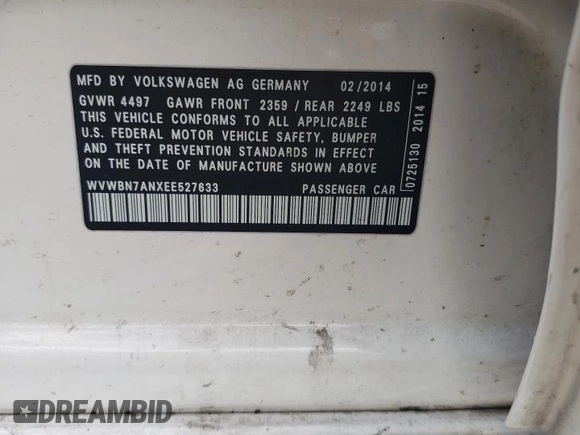 MFD BY VOLKSWAGEN AG GERMANY 02/2014
GVWR 4497 GAWR FRONT 2359 / REAR 2249 LBS
THIS VEHICLE CONFORMS TO ALL APPLICABLE
U.S. FEDERAL MOTOR VEHICLE SAFETY, BUMPER
AND THEFT PREVENTION STANDARDS IN EFFECT
ON THE DATE OF MANUFACTURE SHOWN ABOVE
WVWBN7ANXEE527633 PASSENGER CAR
0725130 2014 15
DREAMBID